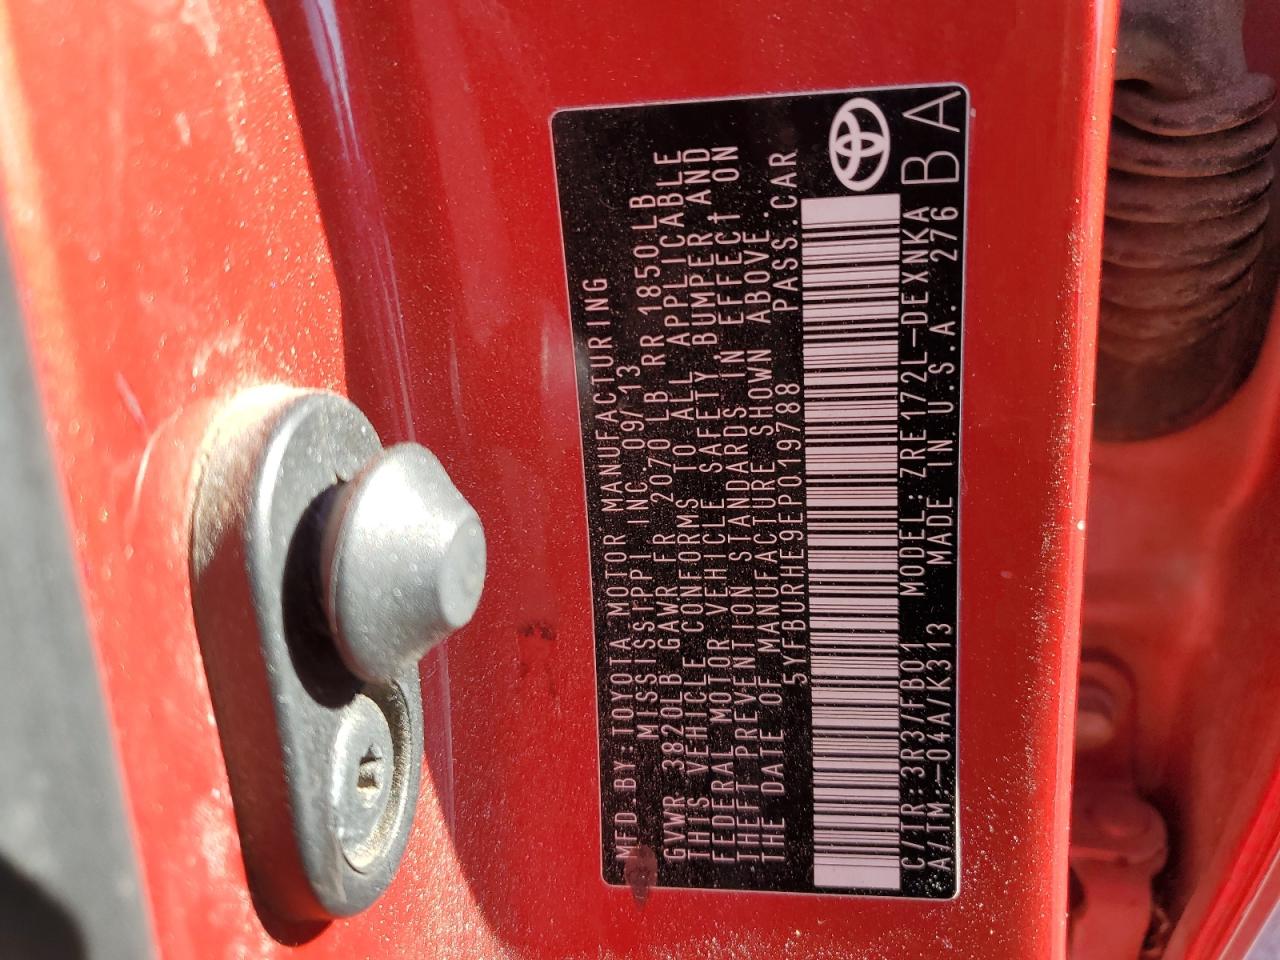 MFD.BY:TOYOTA MOTOR MANUFACTURING
MISSISSIPPI INC.09/13
GVWR 3820LB GAWR FR 2070 LB RR 1850 LB
THIS VEHICLE CONFORMS TO ALL APPLICABLE
FEDERAL MOTOR VEHICLE SAFETY, BUMPER, AND
THEFT PREVENTION STANDARDS IN EFFECT ON
THE DATE OF MANUFACTURE SHOWN ABOVE.
5YFBURHE9EP019788 PASS.CAR
C/TR:3R3/FB01 MODEL:ZRE172L-DEXNKA
A/TM:-04A/K313 MADE IN U.S.A. 276
BA